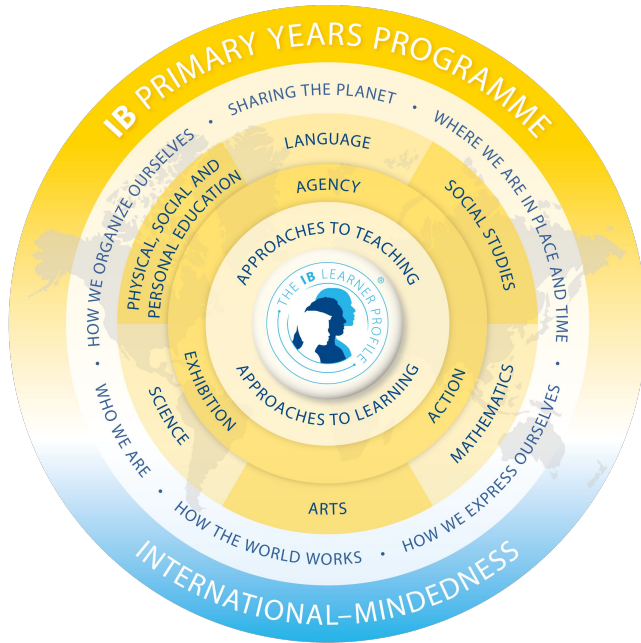 IB PRIMARY YEARS PROGRAMME
SHARING THE PLANET
•
WHERE WE ARE IN PLACE AND TIME
•
HOW WE EXPRESS OURSELVES
•
HOW THE WORLD WORKS
•
WHO WE ARE
•
HOW WE ORGANIZE OURSELVES
•
LANGUAGE
SOCIAL STUDIES
MATHEMATICS
ARTS
SCIENCE
PHYSICAL, SOCIAL AND
PERSONAL EDUCATION
AGENCY
ACTION
EXHIBITION
APPROACHES TO TEACHING
THE IB LEARNER PROFILE®
APPROACHES TO LEARNING
INTERNATIONAL–MINDEDNESS